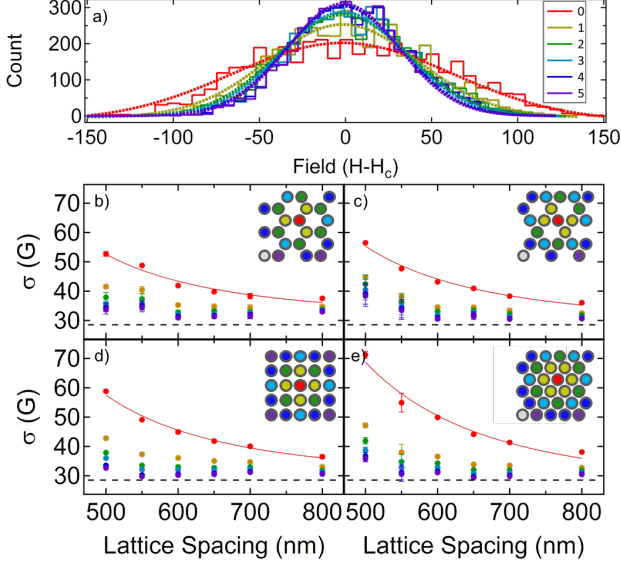 300
200
100
0
Count
a)
0
1
2
3
4
5
-150 -100 -50 0 50 100 150
Field (H-Hc)
70
60
50
40
30
σ (G)
b)
c)
70
60
50
40
30
σ (G)
d)
e)
500 600 700 800
500 600 700 800
Lattice Spacing (nm)
Lattice Spacing (nm)